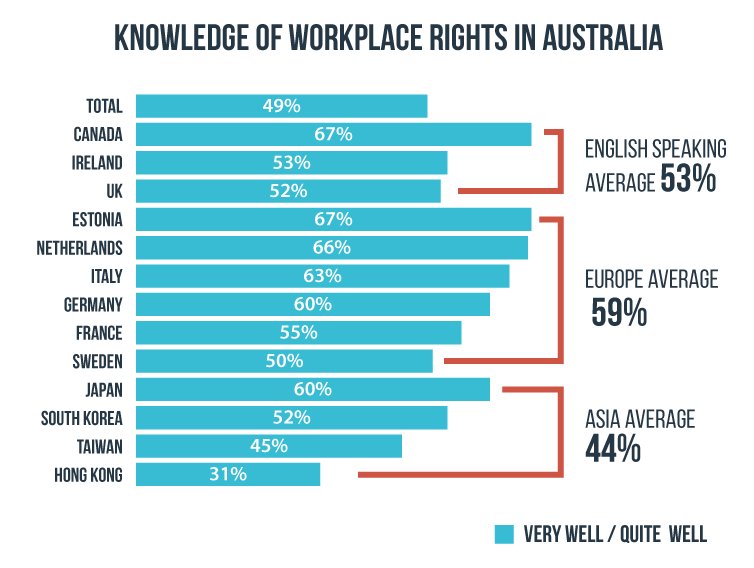 KNOWLEDGE OF WORKPLACE RIGHTS IN AUSTRALIA
TOTAL 49%
CANADA 67%
IRELAND 53%
UK 52%
ENGLISH SPEAKING
AVERAGE 53%
ESTONIA 67%
NETHERLANDS 66%
ITALY 63%
GERMANY 60%
FRANCE 55%
SWEDEN 50%
EUROPE AVERAGE
59%
JAPAN 60%
SOUTH KOREA 52%
TAIWAN 45%
HONG KONG 31%
ASIA AVERAGE
44%
VERY WELL / QUITE WELL